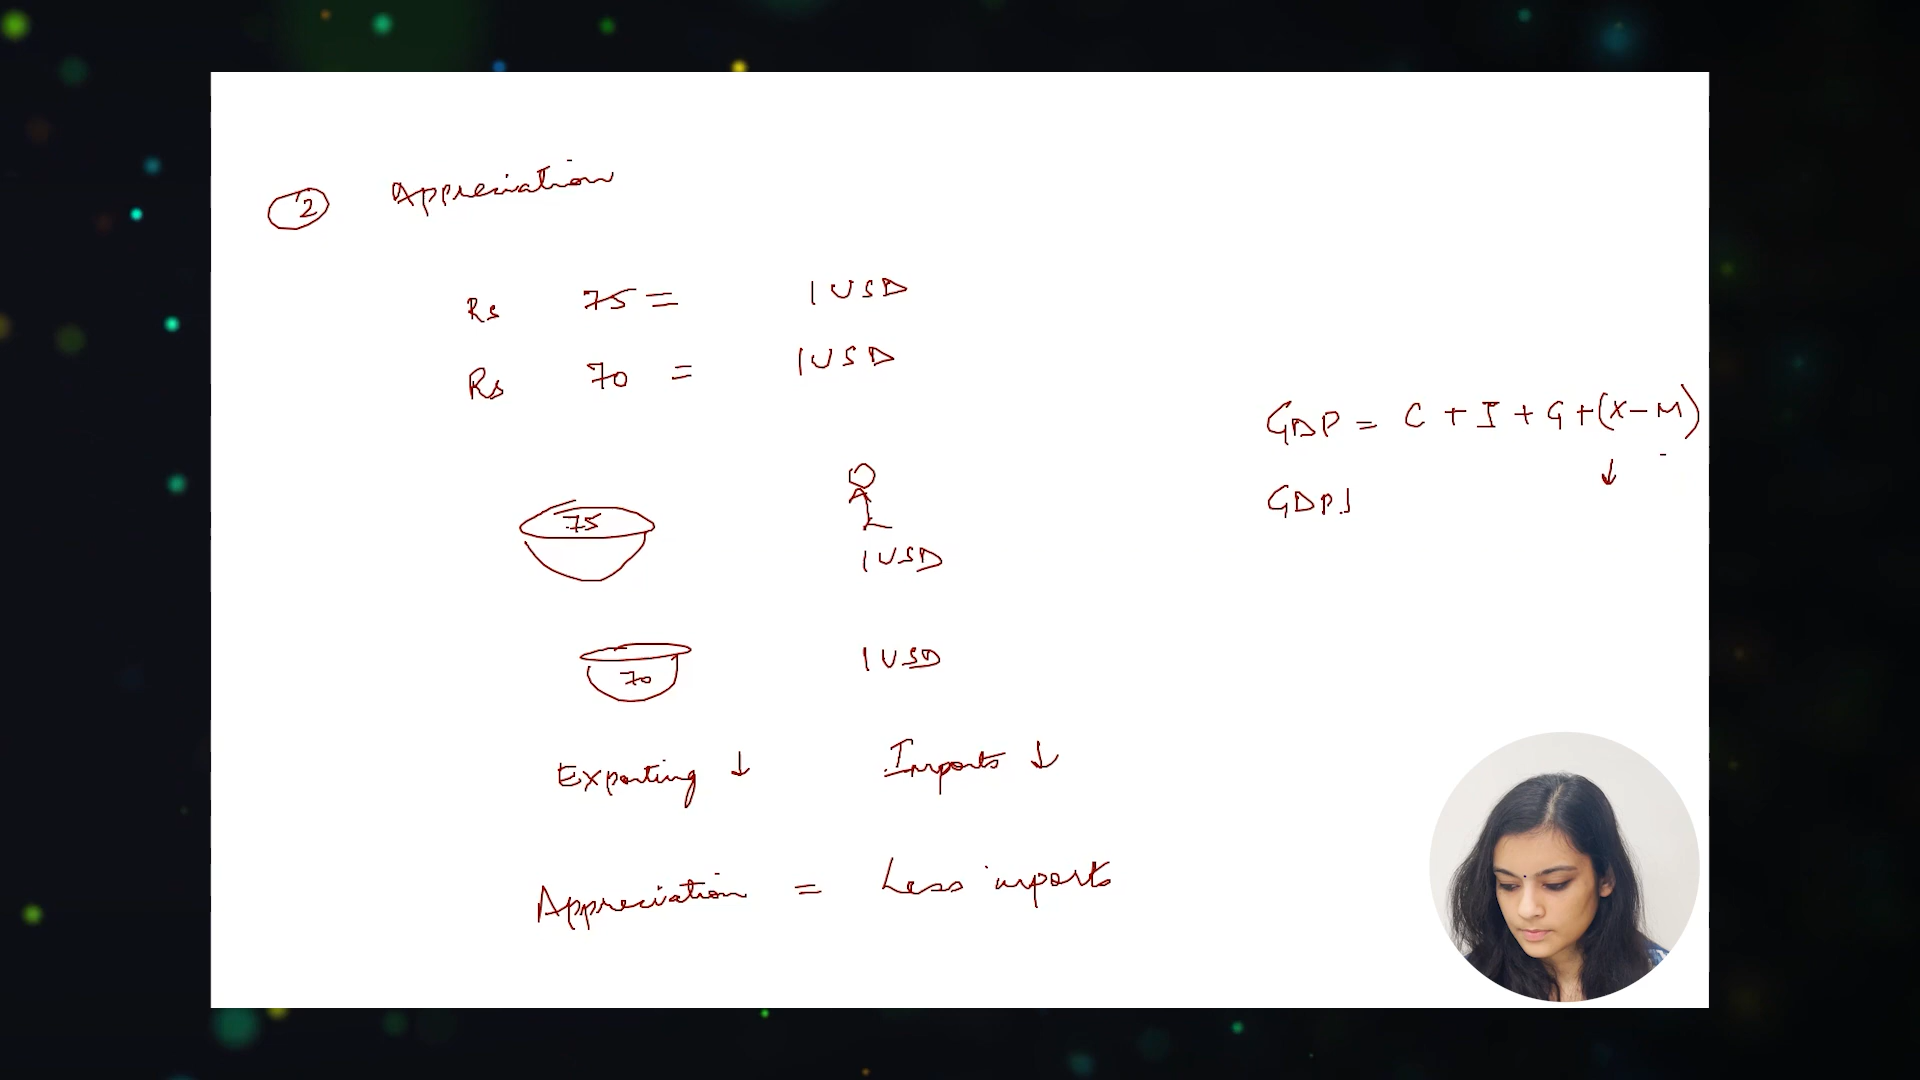 2 Appreciation
Rs 75 = 1 USD
Rs 70 = 1 USD
GDP = C + I + G + (X - M)
↓
GDP↓
75
1 USD
70
1 USD
Exporting ↓ Imports ↓
Appreciation = Less imports